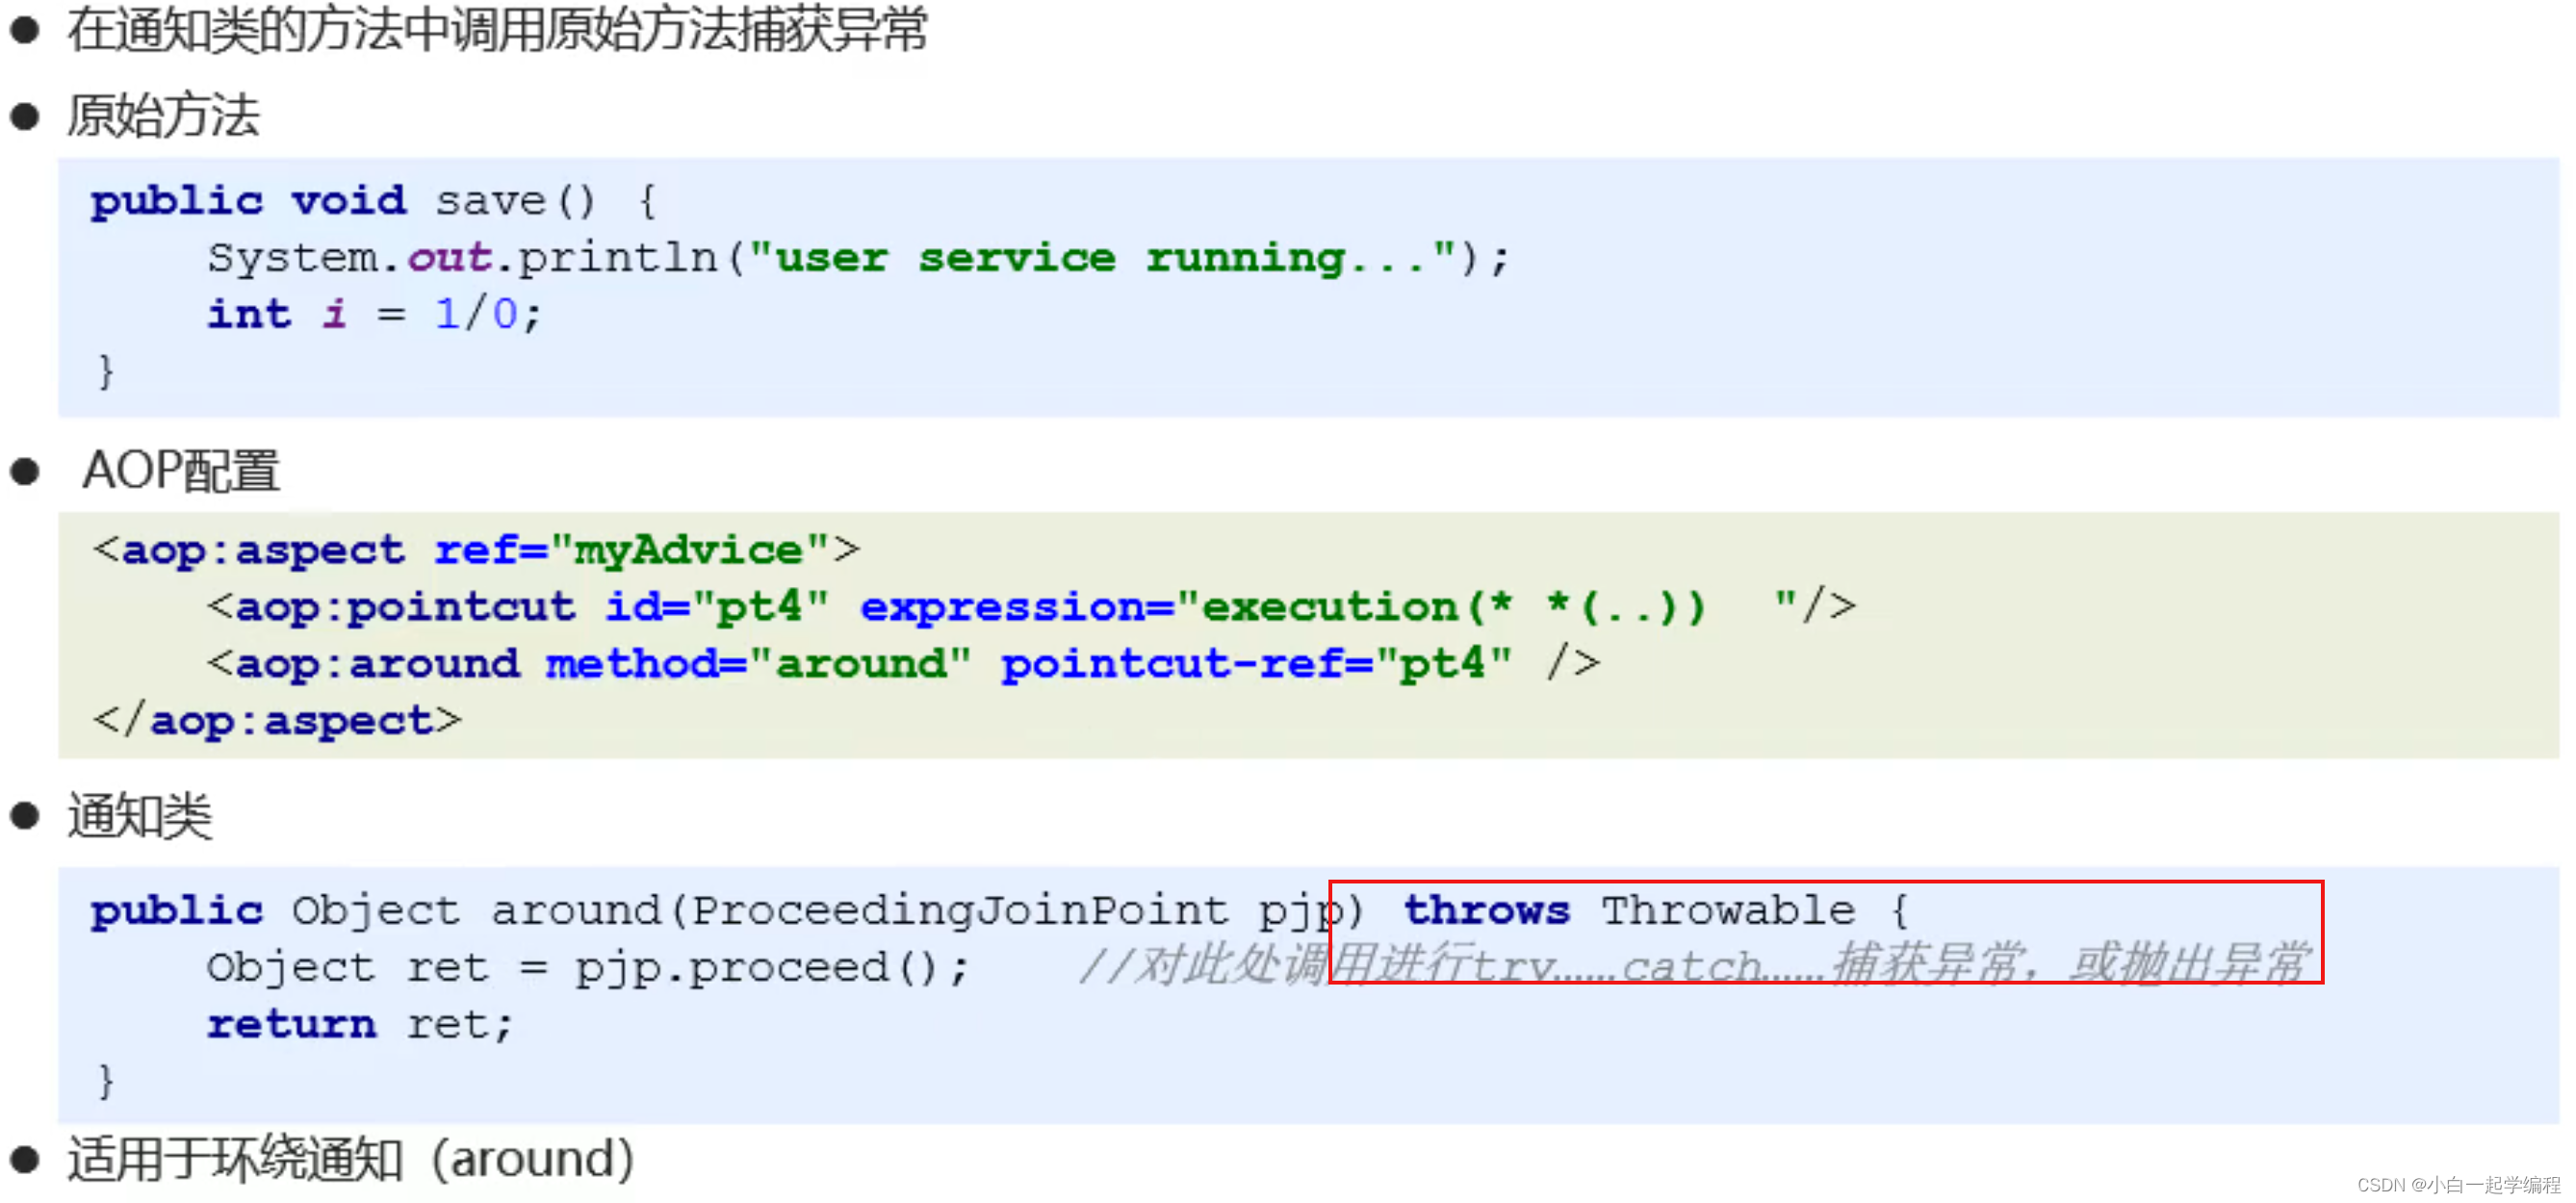 ● 在通知类的方法中调用原始方法捕获异常
● 原始方法
public void save() {
    System.out.println("user service running...");
    int i = 1/0;
}
● AOP配置
<aop:aspect ref="myAdvice">
    <aop:pointcut id="pt4" expression="execution(* *(..))  "/>
    <aop:around method="around" pointcut-ref="pt4" />
</aop:aspect>
● 通知类
public Object around(ProceedingJoinPoint pjp) throws Throwable {
    Object ret = pjp.proceed();    //对此处调用进行try……catch……捕获异常，或抛出异常
    return ret;
}
● 适用于环绕通知（around）
CSDN @小白一起学编程